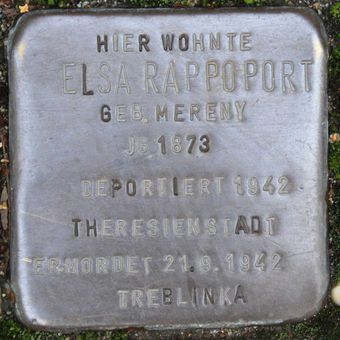 HIER WOHNTE
ELSA RAPPOPORT
GEB. MERENY
JG. 1873
DEPORTIERT 1942
THERESIENSTADT
ERMORDET 21.9.1942
TREBLINKA